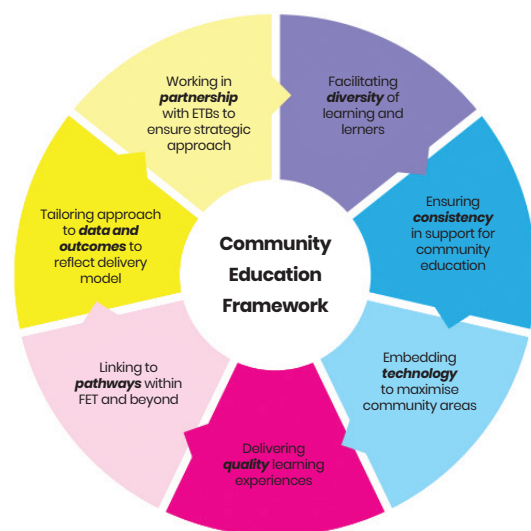 Community
Education
Framework
Facilitating
diversity of
learning and
lerners
Ensuring
consistency
in support for
community
education
Embedding
technology
to maximise
community areas
Delivering
quality learning
experiences
Linking to
pathways within
FET and beyond
Tailoring approach
to data and
outcomes to
reflect delivery
model
Working in
partnership
with ETBs to
ensure strategic
approach